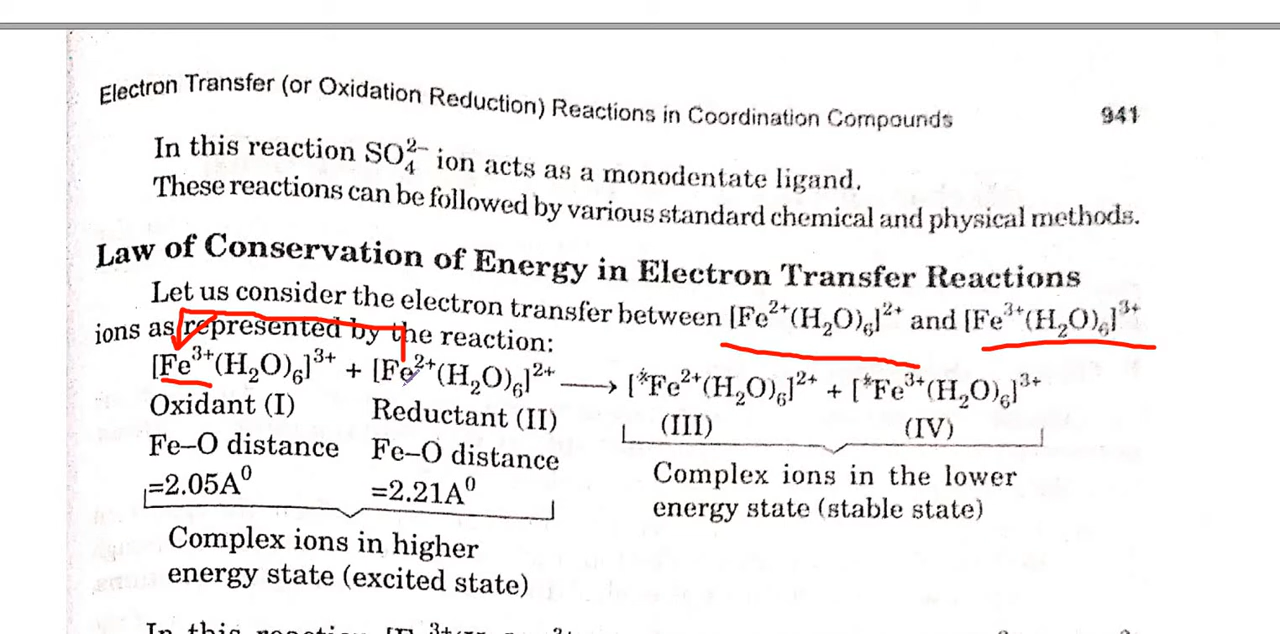 Electron Transfer (or Oxidation Reduction) Reactions in Coordination Compounds 941
In this reaction SO₄²⁻ ion acts as a monodentate ligand.
These reactions can be followed by various standard chemical and physical methods.
Law of Conservation of Energy in Electron Transfer Reactions
Let us consider the electron transfer between [Fe²⁺(H₂O)₆]²⁺ and [Fe³⁺(H₂O)₆]³⁺
ions as represented by the reaction:
[Fe³⁺(H₂O)₆]³⁺ + [Fe²⁺(H₂O)₆]²⁺ ⟶ [*Fe²⁺(H₂O)₆]²⁺ + [*Fe³⁺(H₂O)₆]³⁺
Oxidant (I) Reductant (II) (III) (IV)
Fe–O distance Fe–O distance
=2.05A⁰ =2.21A⁰
Complex ions in the lower
energy state (stable state)
Complex ions in higher
energy state (excited state)
In this